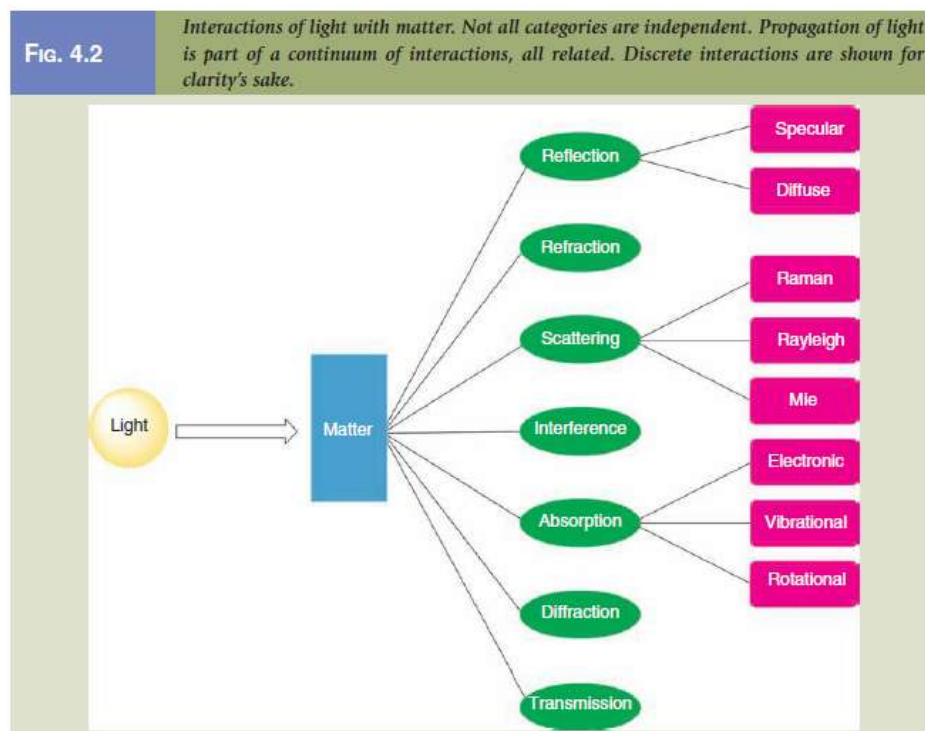 FIG. 4.2
Interactions of light with matter. Not all categories are independent. Propagation of light
is part of a continuum of interactions, all related. Discrete interactions are shown for
clarity's sake.
Specular
Reflection
Diffuse
Refraction
Raman
Scattering
Rayleigh
Mie
Light
Matter
Interference
Electronic
Absorption
Vibrational
Rotational
Diffraction
Transmission